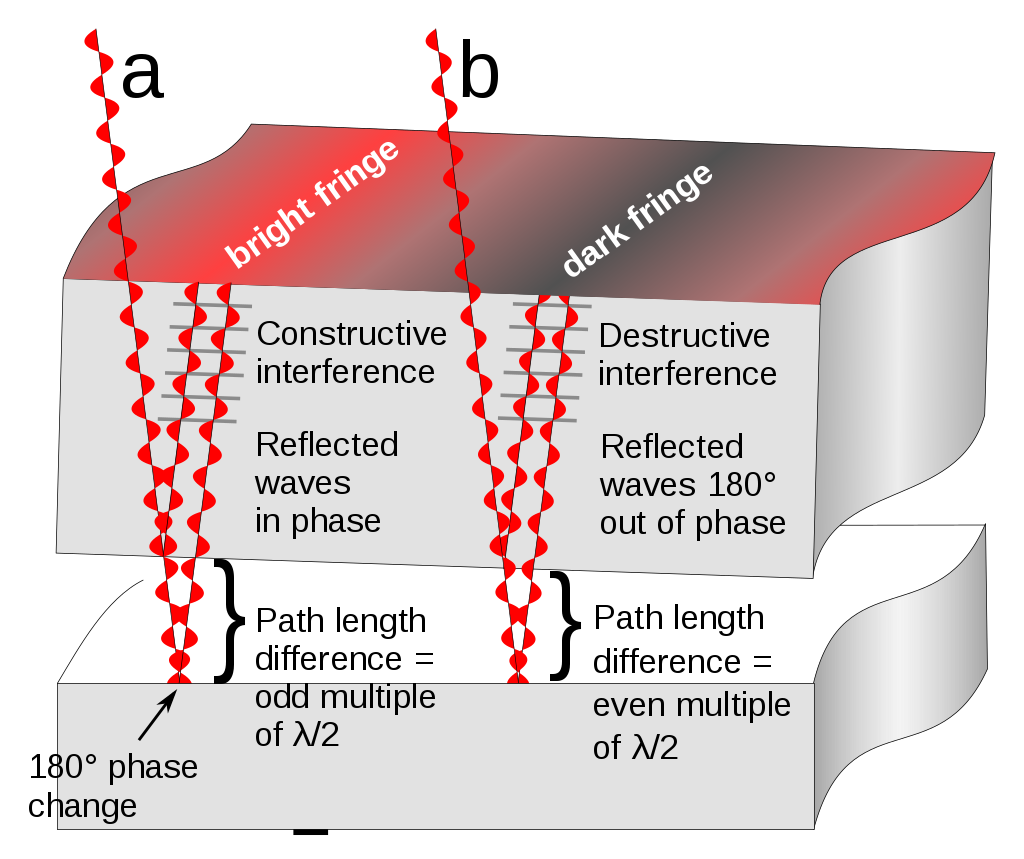 a
b
bright fringe
dark fringe
Constructive
interference
Reflected
waves
in phase
Destructive
interference
Reflected
waves 180°
out of phase
Path length
difference =
odd multiple
of λ/2
Path length
difference =
even multiple
of λ/2
180° phase
change